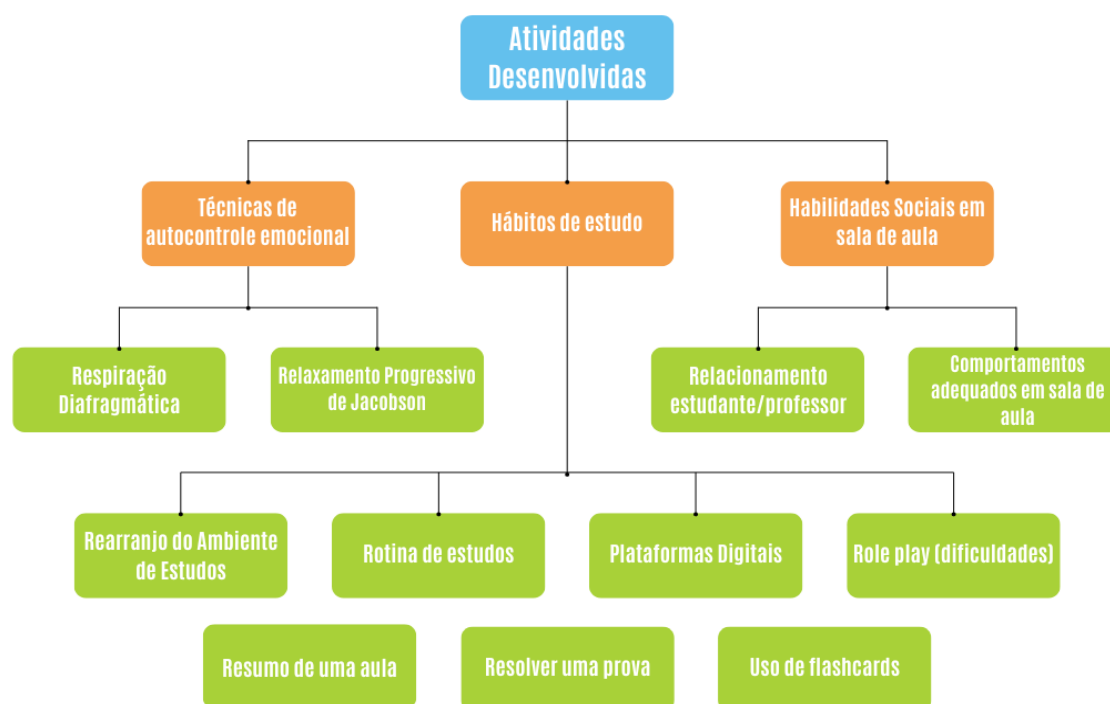 Atividades
Desenvolvidas
Técnicas de
autocontrole emocional
Hábitos de estudo
Habilidades Sociais em
sala de aula
Respiração
Diafragmática
Relaxamento Progressivo
de Jacobson
Relacionamento
estudante/professor
Comportamentos
adequados em sala de
aula
Rearranjo do Ambiente
de Estudos
Rotina de estudos
Plataformas Digitais
Role play (dificuldades)
Resumo de uma aula
Resolver uma prova
Uso de flashcards